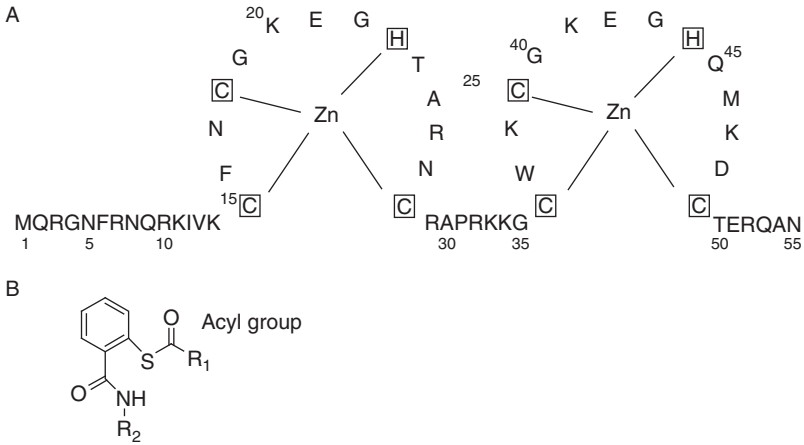 A
20K E G H
G T
C Zn A
N R
F N
15C C
MQRGNFRNQRKIVK RAPRKKG
1 5 10 30 35
25
K E G H
40G Q45
C Zn M
K K
W D
C C
TERQAN
50 55
B
O Acyl group
S R1
O NH
R2